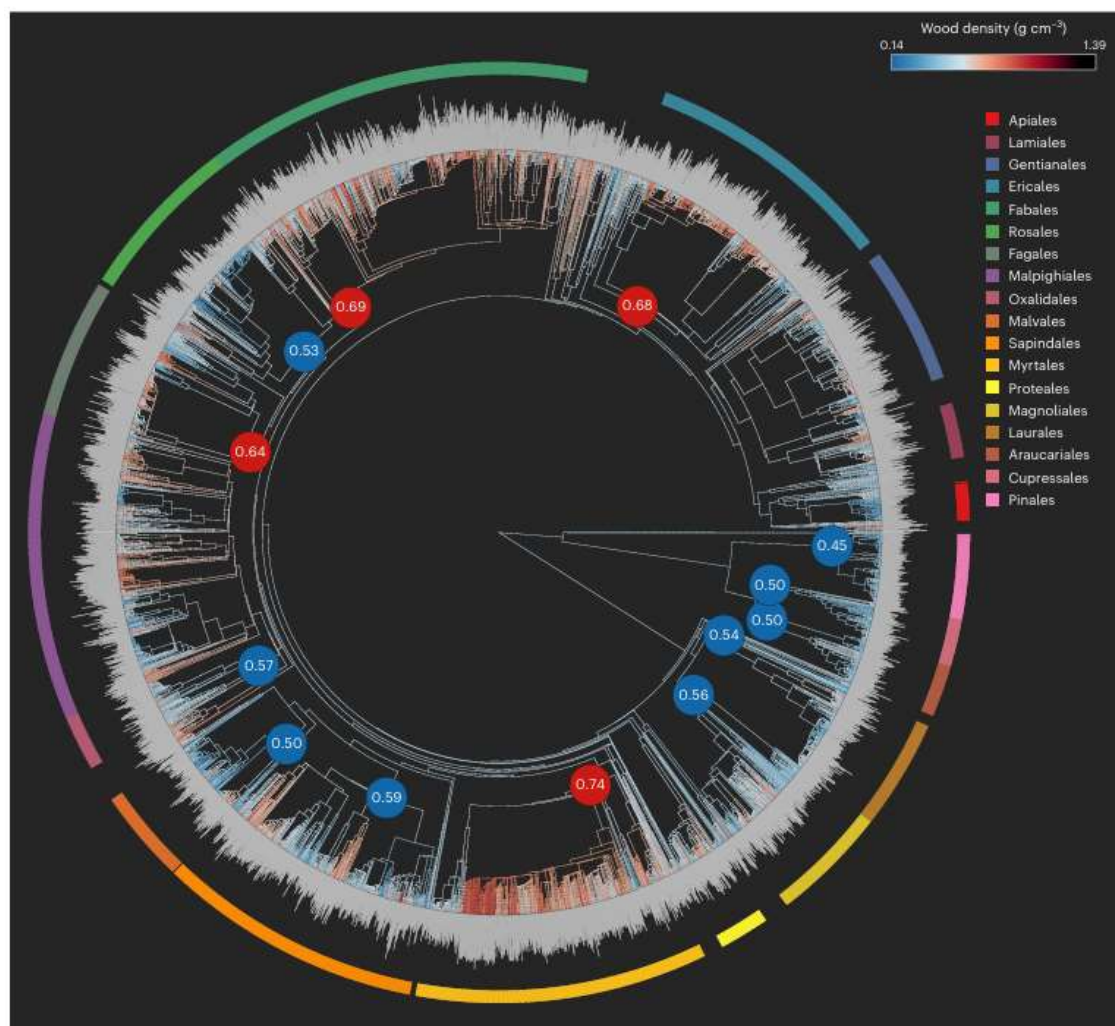 Wood density (g cm⁻³)
0.14 1.39
Apiales
Lamiales
Gentianales
Ericales
Fabales
Rosales
Fagales
Malpighiales
Oxalidales
Malvales
Sapindales
Myrtales
Proteales
Magnoliales
Laurales
Araucariales
Cupressales
Pinales
0.69
0.68
0.53
0.64
0.45
0.50
0.50
0.54
0.57
0.56
0.50
0.74
0.59